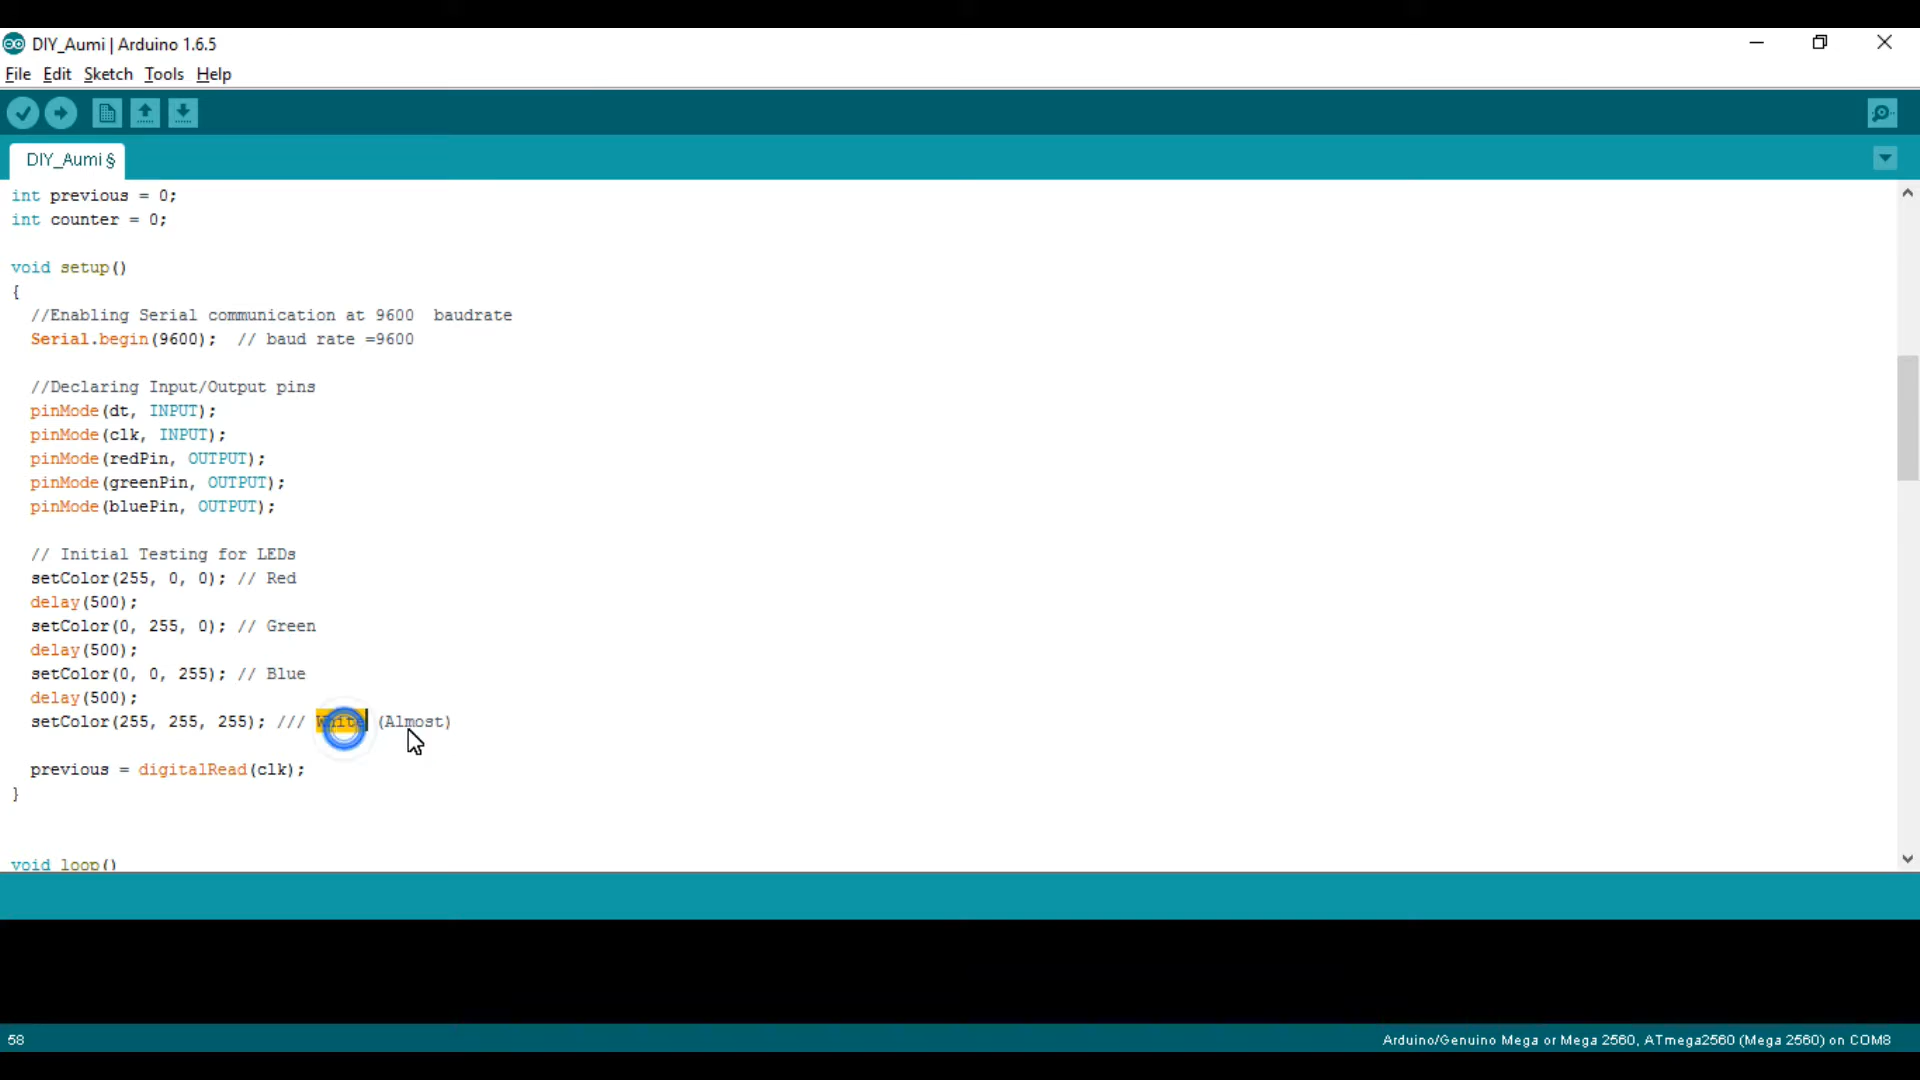 DIY_Aumi | Arduino 1.6.5
File Edit Sketch Tools Help
DIY_Aumi §
int previous = 0;
int counter = 0;
void setup()
{
//Enabling Serial communication at 9600  baudrate
Serial.begin(9600);  // baud rate =9600
//Declaring Input/Output pins
pinMode(dt, INPUT);
pinMode(clk, INPUT);
pinMode(redPin, OUTPUT);
pinMode(greenPin, OUTPUT);
pinMode(bluePin, OUTPUT);
// Initial Testing for LEDs
setColor(255, 0, 0); // Red
delay(500);
setColor(0, 255, 0); // Green
delay(500);
setColor(0, 0, 255); // Blue
delay(500);
setColor(255, 255, 255); /// White (Almost)
previous = digitalRead(clk);
}
void loop()
58
Arduino/Genuino Mega or Mega 2560, ATmega2560 (Mega 2560) on COM8